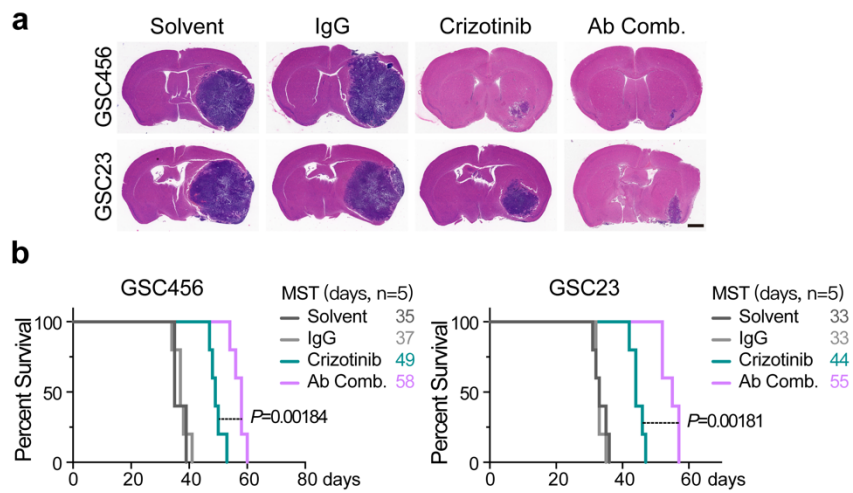 a
Solvent IgG Crizotinib Ab Comb.
GSC456
GSC23
b
GSC456
MST (days, n=5)
Solvent 35
IgG 37
Crizotinib 49
Ab Comb. 58
Percent Survival
100
50
0
P=0.00184
0 20 40 60 80 days
GSC23
MST (days, n=5)
Solvent 33
IgG 33
Crizotinib 44
Ab Comb. 55
Percent Survival
100
50
0
P=0.00181
0 20 40 60 days